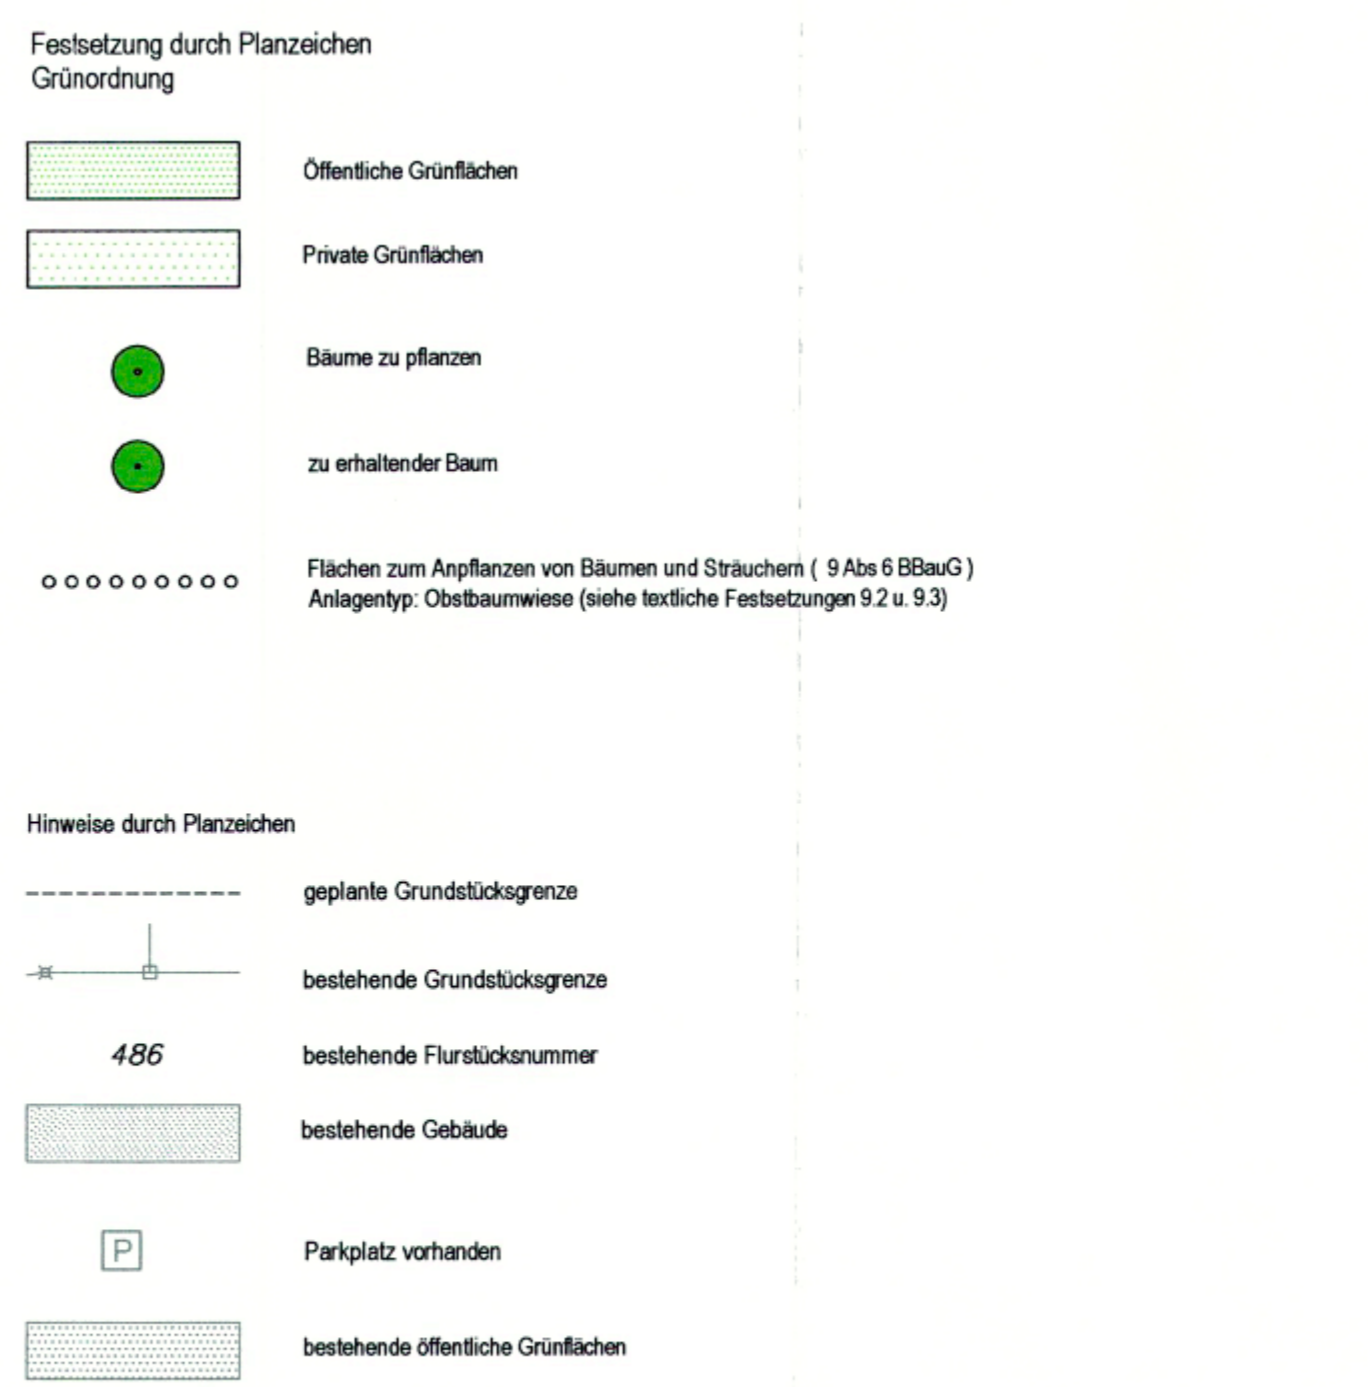 Festsetzung durch Planzeichen
Grünordnung
Öffentliche Grünflächen
Private Grünflächen
Bäume zu pflanzen
zu erhaltender Baum
Flächen zum Anpflanzen von Bäumen und Sträuchern ( 9 Abs 6 BBauG )
Anlagentyp: Obstbaumwiese (siehe textliche Festsetzungen 9.2 u. 9.3)
Hinweise durch Planzeichen
geplante Grundstücksgrenze
bestehende Grundstücksgrenze
486 bestehende Flurstücksnummer
bestehende Gebäude
P Parkplatz vorhanden
bestehende öffentliche Grünflächen